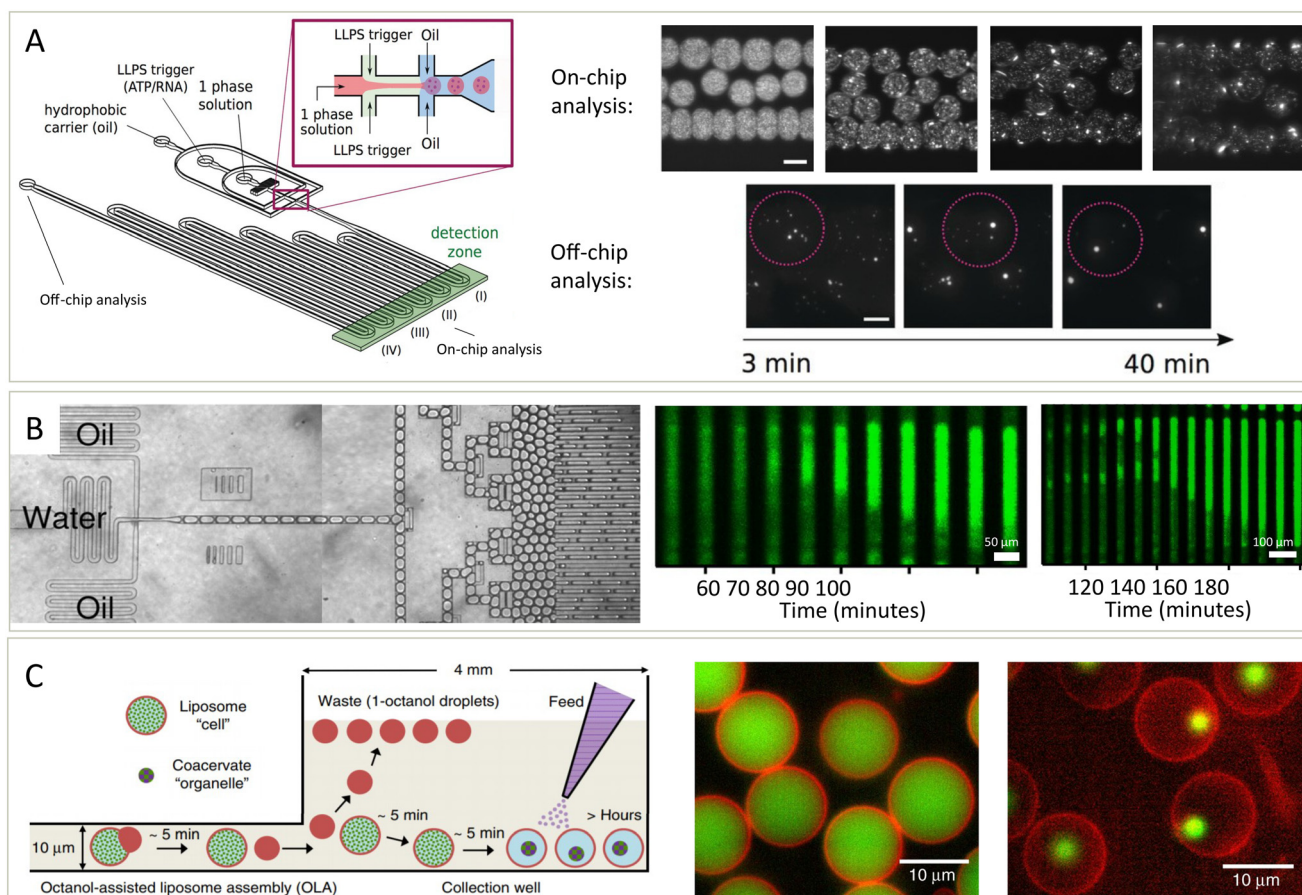 A
LLPS trigger
(ATP/RNA)
1 phase
solution
hydrophobic
carrier (oil)
LLPS trigger
Oil
1 phase
solution
LLPS trigger
Oil
detection
zone
(I)
(II)
(III)
(IV)
Off-chip analysis
On-chip analysis
On-chip
analysis:
Off-chip
analysis:
3 min
40 min
B
Oil
Water
Oil
50 µm
60 70 80 90 100
Time (minutes)
100 µm
120 140 160 180
Time (minutes)
C
4 mm
Liposome
"cell"
Coacervate
"organelle"
Waste (1-octanol droplets)
Feed
10 µm
~ 5 min
~ 5 min
~ 5 min
> Hours
Octanol-assisted liposome assembly (OLA)
Collection well
10 µm
10 µm